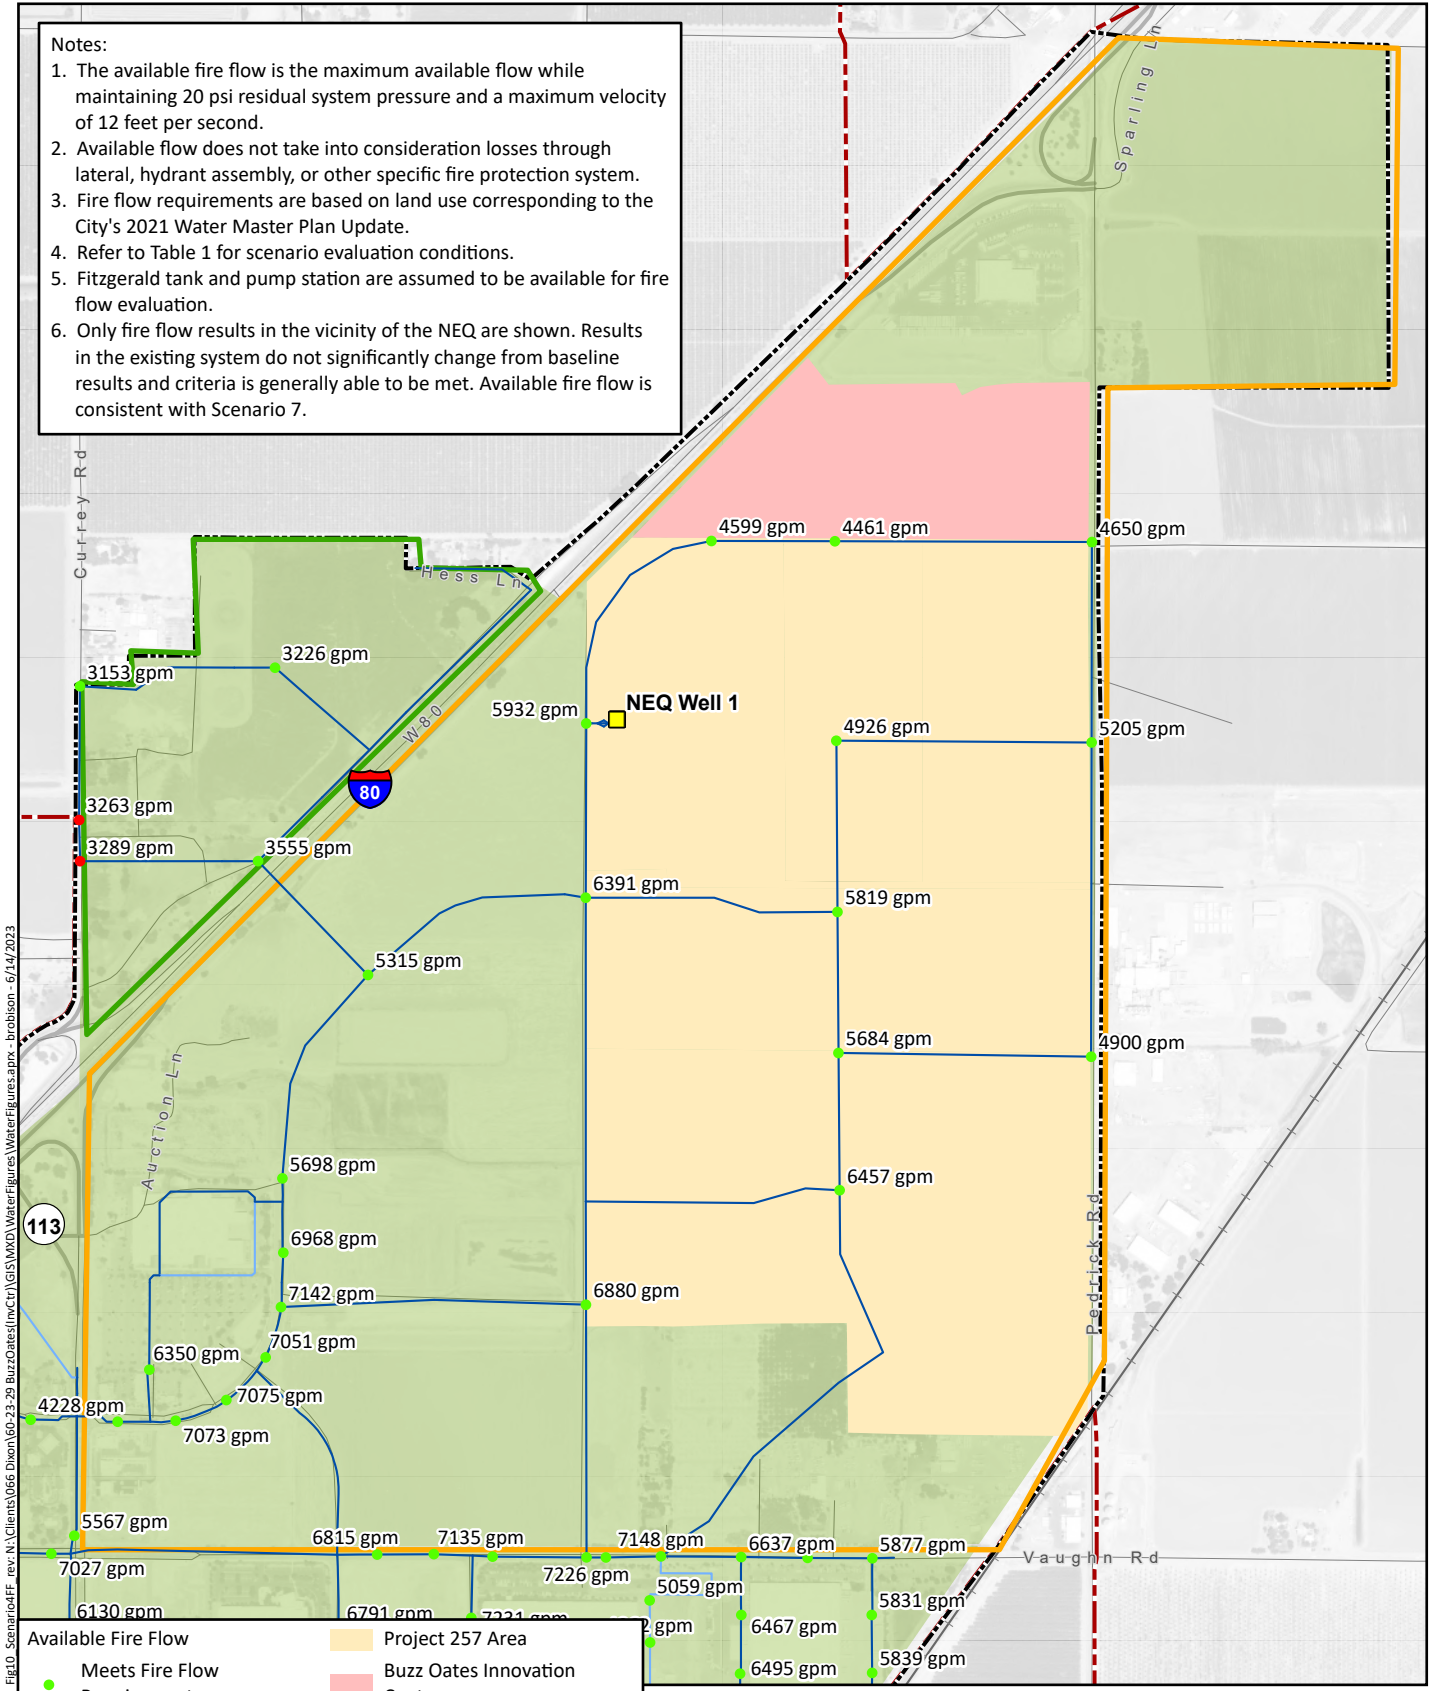 Notes:
1. The available fire flow is the maximum available flow while
maintaining 20 psi residual system pressure and a maximum velocity
of 12 feet per second.
2. Available flow does not take into consideration losses through
lateral, hydrant assembly, or other specific fire protection system.
3. Fire flow requirements are based on land use corresponding to the
City's 2021 Water Master Plan Update.
4. Refer to Table 1 for scenario evaluation conditions.
5. Fitzgerald tank and pump station are assumed to be available for fire
flow evaluation.
6. Only fire flow results in the vicinity of the NEQ are shown. Results
in the existing system do not significantly change from baseline
results and criteria is generally able to be met. Available fire flow is
consistent with Scenario 7.
Sparling Ln
Currey Rd
4599 gpm
4461 gpm
4650 gpm
Hess Ln
3226 gpm
3153 gpm
NEQ Well 1
5932 gpm
W-80
4926 gpm
5205 gpm
80
3263 gpm
3289 gpm
3555 gpm
6391 gpm
5819 gpm
5315 gpm
5684 gpm
4900 gpm
Auction Ln
5698 gpm
6457 gpm
113
6968 gpm
Pedrick Rd
7142 gpm
6880 gpm
7051 gpm
6350 gpm
7075 gpm
4228 gpm
7073 gpm
5567 gpm
6815 gpm
7135 gpm
7148 gpm
6637 gpm
5877 gpm
Vaughn Rd
7027 gpm
7226 gpm
5059 gpm
5831 gpm
6130 gpm
6791 gpm
7231 gpm
2 gpm
6467 gpm
6495 gpm
5839 gpm
Available Fire Flow
Project 257 Area
Meets Fire Flow
Buzz Oates Innovation
Fig10_Scenario4FF_rev: N:\Clients\066 Dixon\60-23-29 BuzzOates(InvCtr)\GIS\MXD\WaterFigures\WaterFigures.aprx - brobison - 6/14/2023